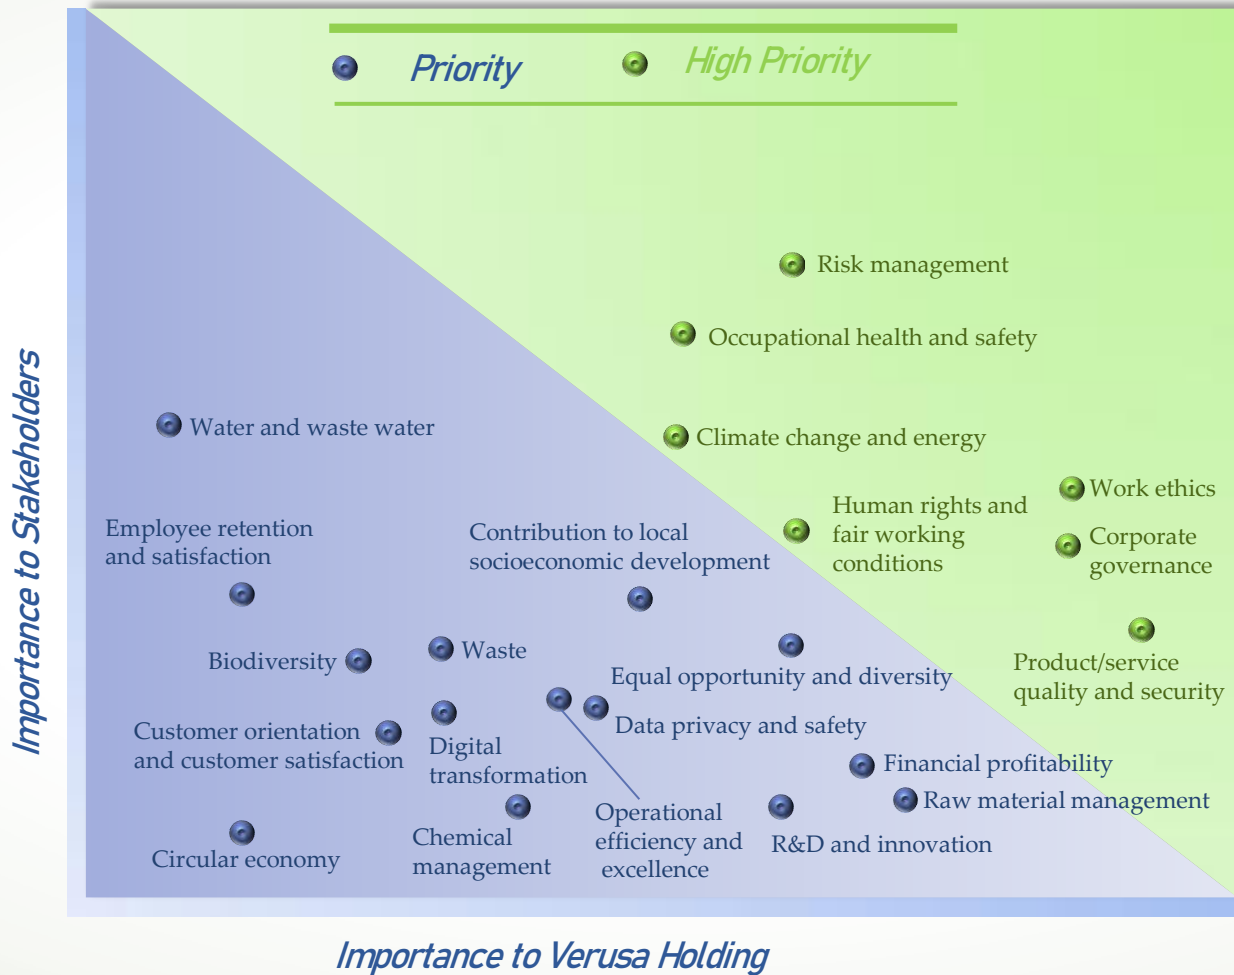 Priority
High Priority
Risk management
Occupational health and safety
Water and waste water
Climate change and energy
Work ethics
Human rights and
fair working
conditions
Corporate
governance
Employee retention
and satisfaction
Contribution to local
socioeconomic development
Biodiversity
Waste
Equal opportunity and diversity
Product/service
quality and security
Customer orientation
and customer satisfaction
Digital
transformation
Data privacy and safety
Financial profitability
Raw material management
Circular economy
Chemical
management
Operational
efficiency and
excellence
R&D and innovation
Importance to Stakeholders
Importance to Verusa Holding